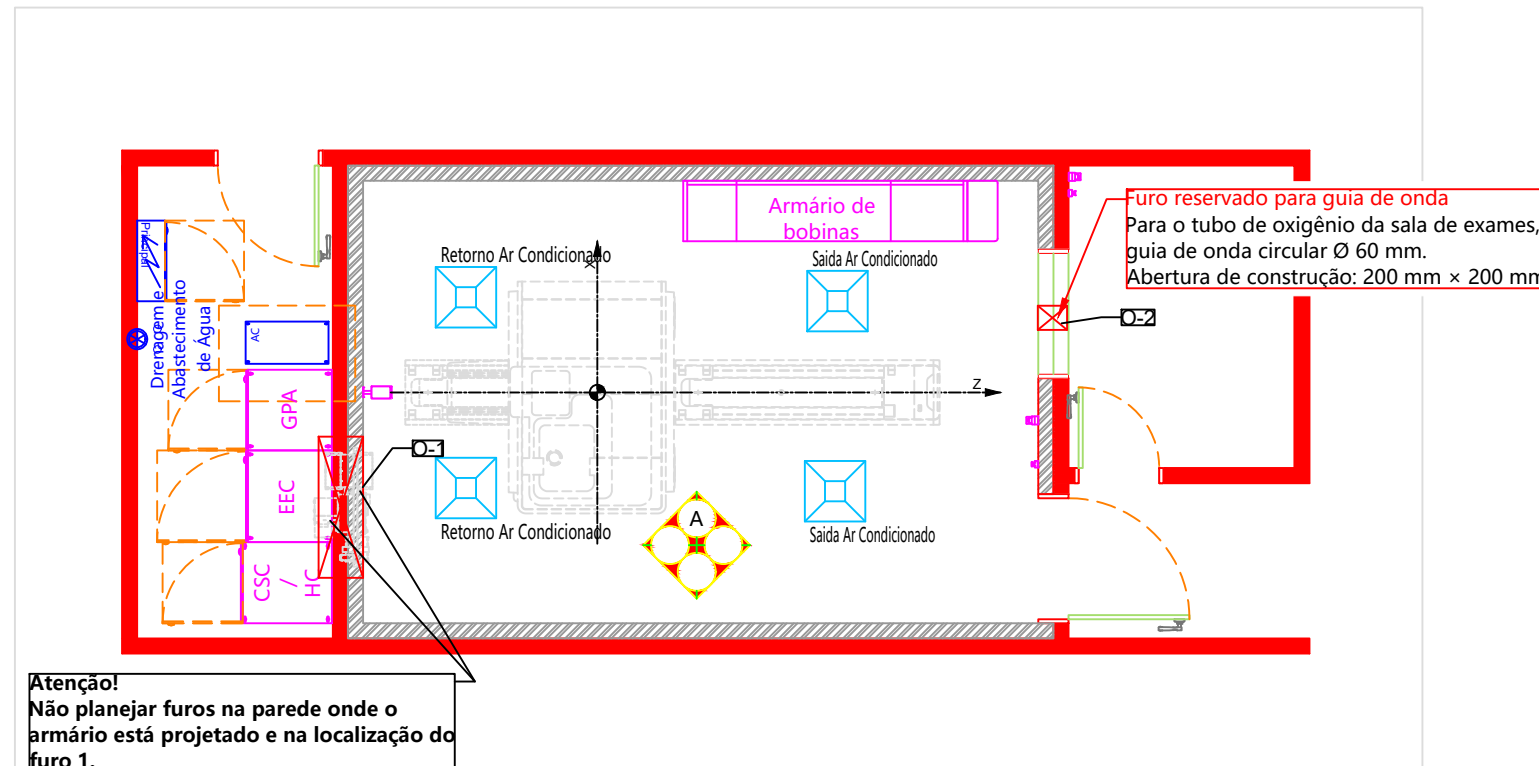 Armário de
bobinas
Furo reservado para guia de onda
Para o tubo de oxigênio da sala de exames,
guia de onda circular Ø 60 mm.
Abertura de construção: 200 mm × 200 mm
Retorno Ar Condicionado
Saida Ar Condicionado
X
O-2
Drenagem e
Abastecimento
de Água
AC
Z
GPA
O-1
EEC
A
Retorno Ar Condicionado
Saida Ar Condicionado
CSC
/
HC
Atenção!
Não planejar furos na parede onde o
armário está projetado e na localização do
furo 1.